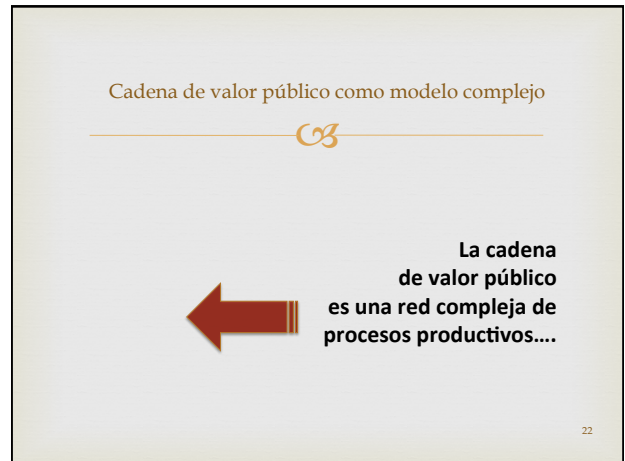 Cadena de valor público como modelo complejo
La cadena
de valor público
es una red compleja de
procesos productivos….
22